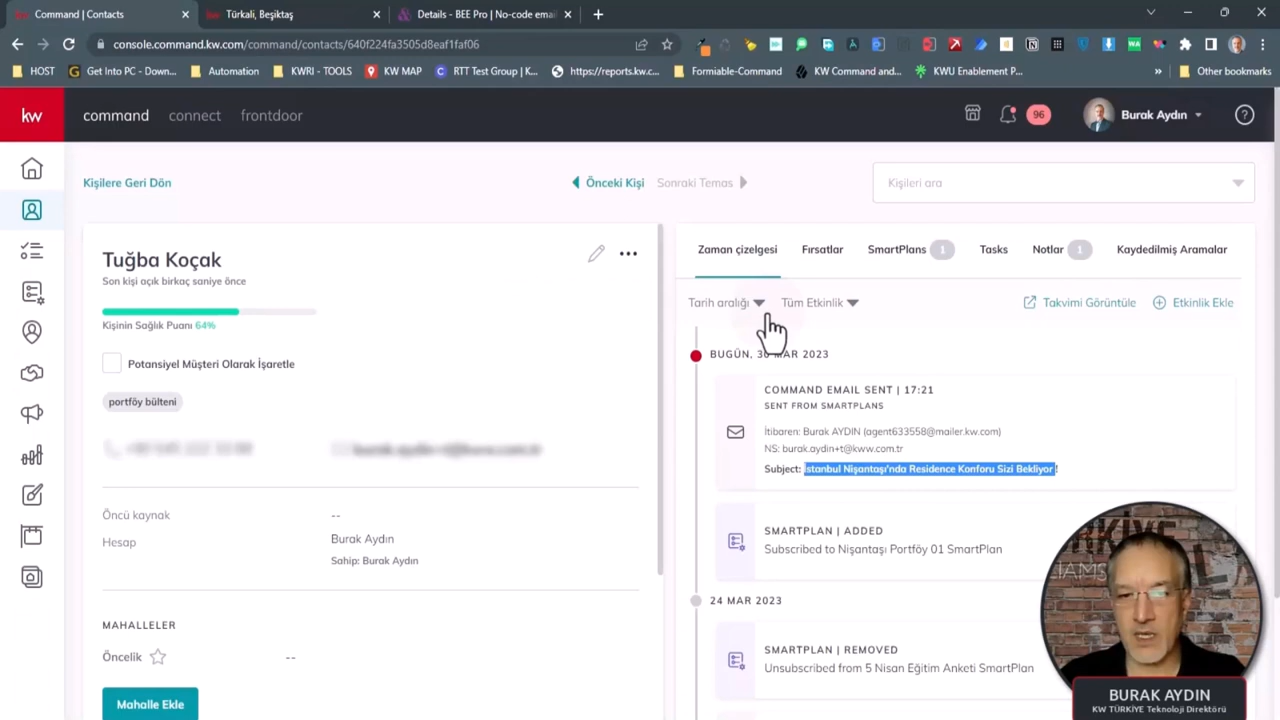 Command | Contacts
Türkali, Beşiktaş
Details - BEE Pro | No-code emai
console.command.kw.com/command/contacts/640f224fa3505d8eaf1faf06
HOST
Get Into PC - Down...
Automation
KWRI - TOOLS
KW MAP
RTT Test Group | K...
https://reports.kw.c...
Formiable-Command
KW Command and...
KWU Enablement P...
»
Other bookmarks
kw
command
connect
frontdoor
96
Burak Aydın
Kişilere Geri Dön
Önceki Kişi
Sonraki Temas
Kişileri ara
Tuğba Koçak
Son kişi açık birkaç saniye önce
Kişinin Sağlık Puanı 64%
Potansiyel Müşteri Olarak İşaretle
portföy bülteni
Öncü kaynak
--
Hesap
Burak Aydın
Sahip: Burak Aydın
MAHALLELER
Öncelik
--
Mahalle Ekle
Zaman çizelgesi
Fırsatlar
SmartPlans 1
Tasks
Notlar 1
Kaydedilmiş Aramalar
Tarih aralığı
Tüm Etkinlik
Takvimi Görüntüle
Etkinlik Ekle
BUGÜN, 30 MAR 2023
COMMAND EMAIL SENT | 17:21
SENT FROM SMARTPLANS
İtibaren: Burak AYDIN (agent633558@mailer.kw.com)
NS: burak.aydin+t@kww.com.tr
Subject: İstanbul Nişantaşı'nda Residence Konforu Sizi Bekliyor !
SMARTPLAN | ADDED
Subscribed to Nişantaşı Portföy 01 SmartPlan
24 MAR 2023
SMARTPLAN | REMOVED
Unsubscribed from 5 Nisan Eğitim Anketi SmartPlan
BURAK AYDIN
KW TÜRKİYE Teknoloji Direktörü